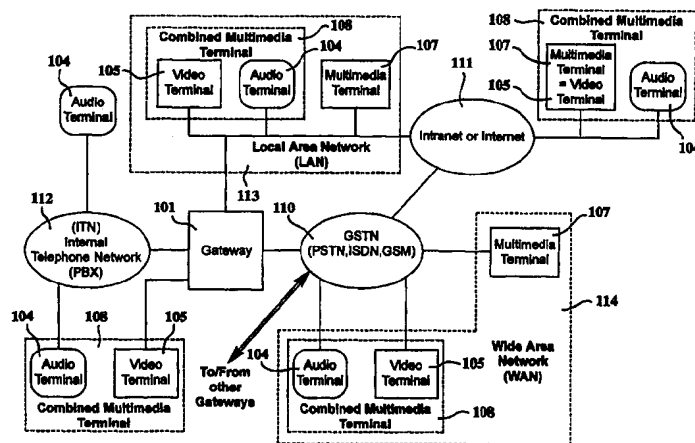 108
Combined Multimedia
Terminal
104
107
105
Video
Terminal
Audio
Terminal
Multimedia
Terminal
Local Area Network
(LAN)
113
108
Combined Multimedia
Terminal
107
Multimedia
Terminal
= Video
Terminal
105
Audio
Terminal
104
111
Intranet or Internet
104
Audio
Terminal
112
(ITN)
Internal
Telephone Network
(PBX)
101
Gateway
110
GSTN
(PSTN,ISDN,GSM)
107
Multimedia
Terminal
114
Wide Area
Network
(WAN)
104
108
105
Audio
Terminal
Video
Terminal
Combined Multimedia
Terminal
To/From
other
Gateways
104
Audio
Terminal
Video
Terminal
105
Combined Multimedia
Terminal
108